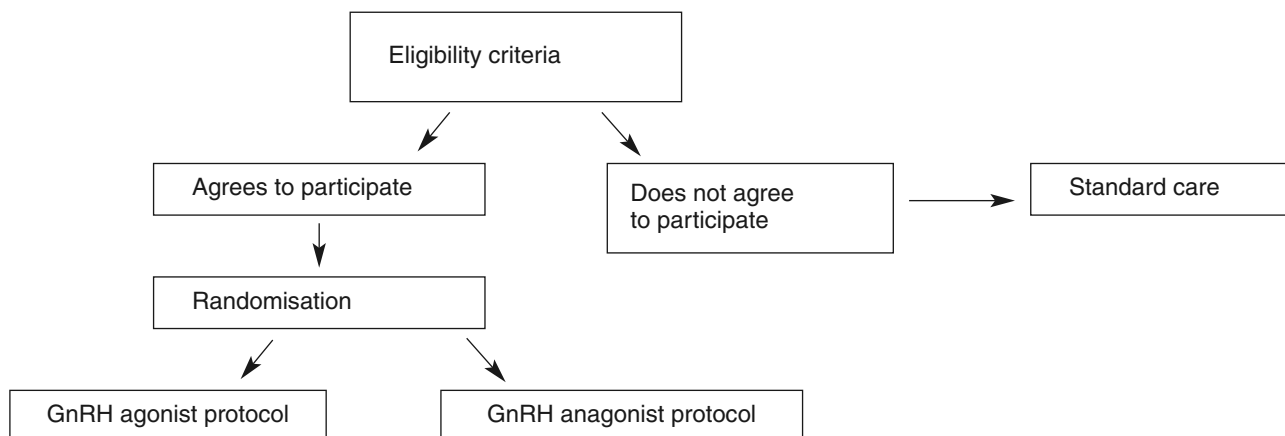 Eligibility criteria
Agrees to participate
Does not agree
to participate
Standard care
Randomisation
GnRH agonist protocol
GnRH anagonist protocol